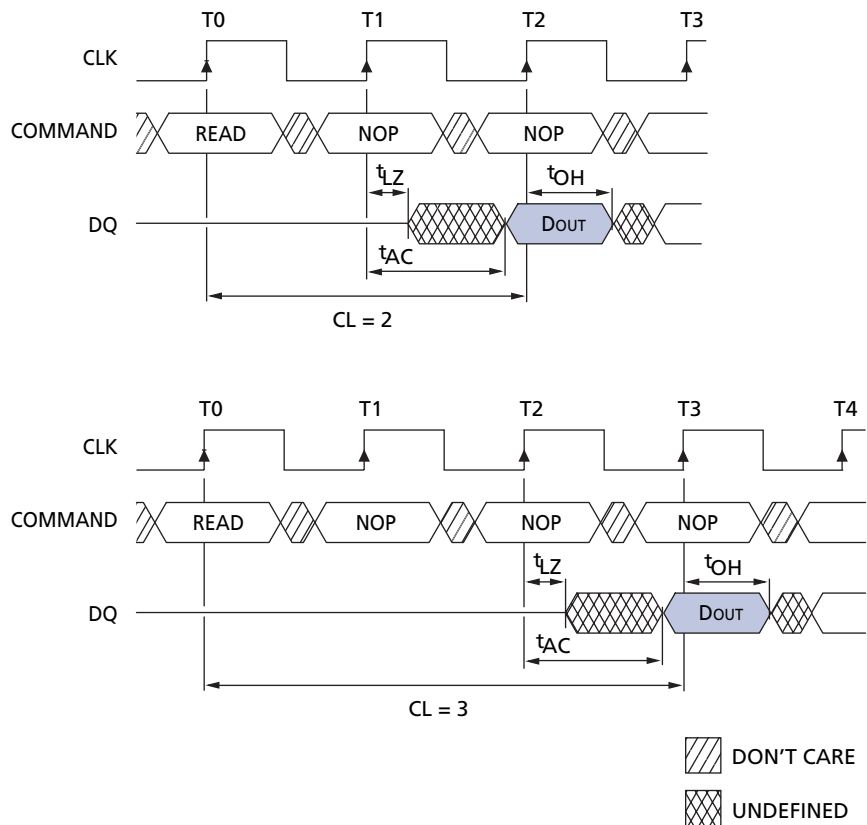 T0 T1 T2 T3
CLK
COMMAND READ NOP NOP
tLZ tOH
DQ DOUT
tAC
CL = 2
T0 T1 T2 T3 T4
CLK
COMMAND READ NOP NOP NOP
tLZ tOH
DQ DOUT
tAC
CL = 3
DON'T CARE
UNDEFINED